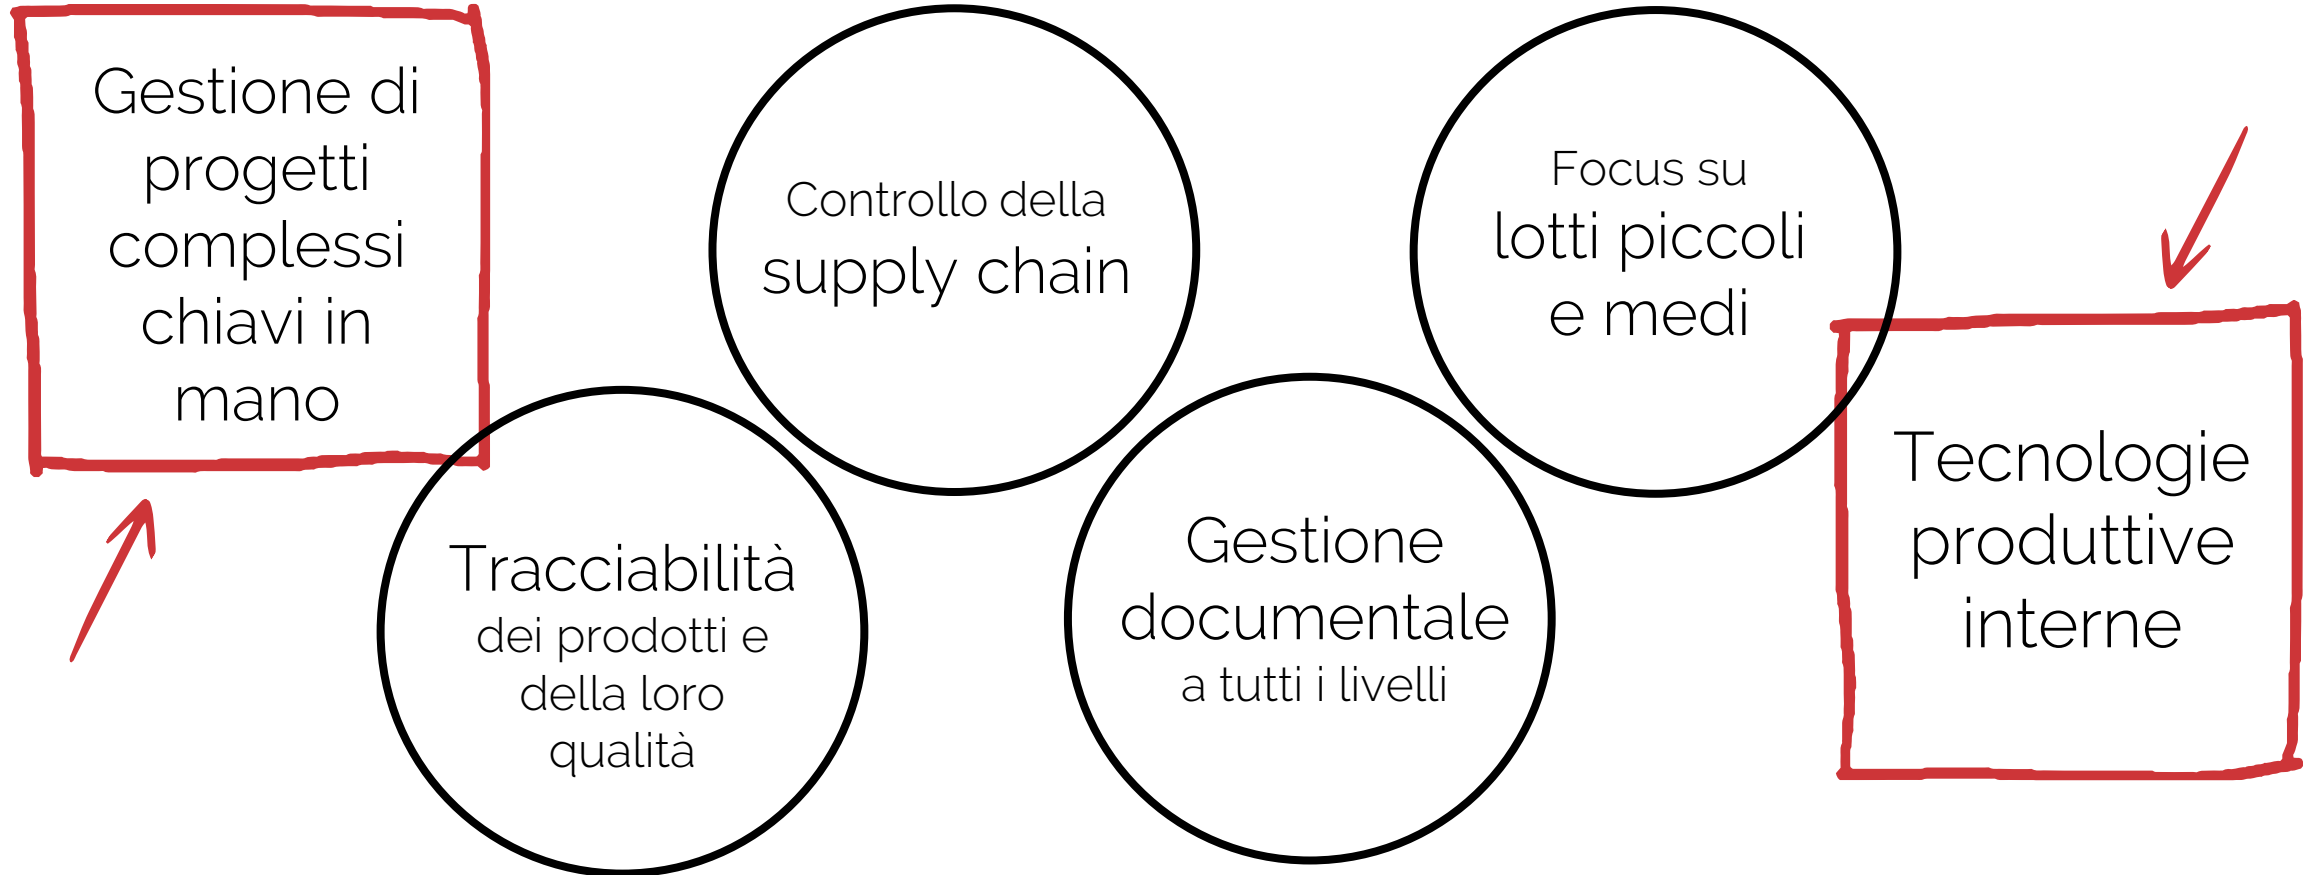 Gestione di
progetti
complessi
chiavi in
mano
Tracciabilità
dei prodotti e
della loro
qualità
Controllo della
supply chain
Gestione
documentale
a tutti i livelli
Focus su
lotti piccoli
e medi
Tecnologie
produttive
interne